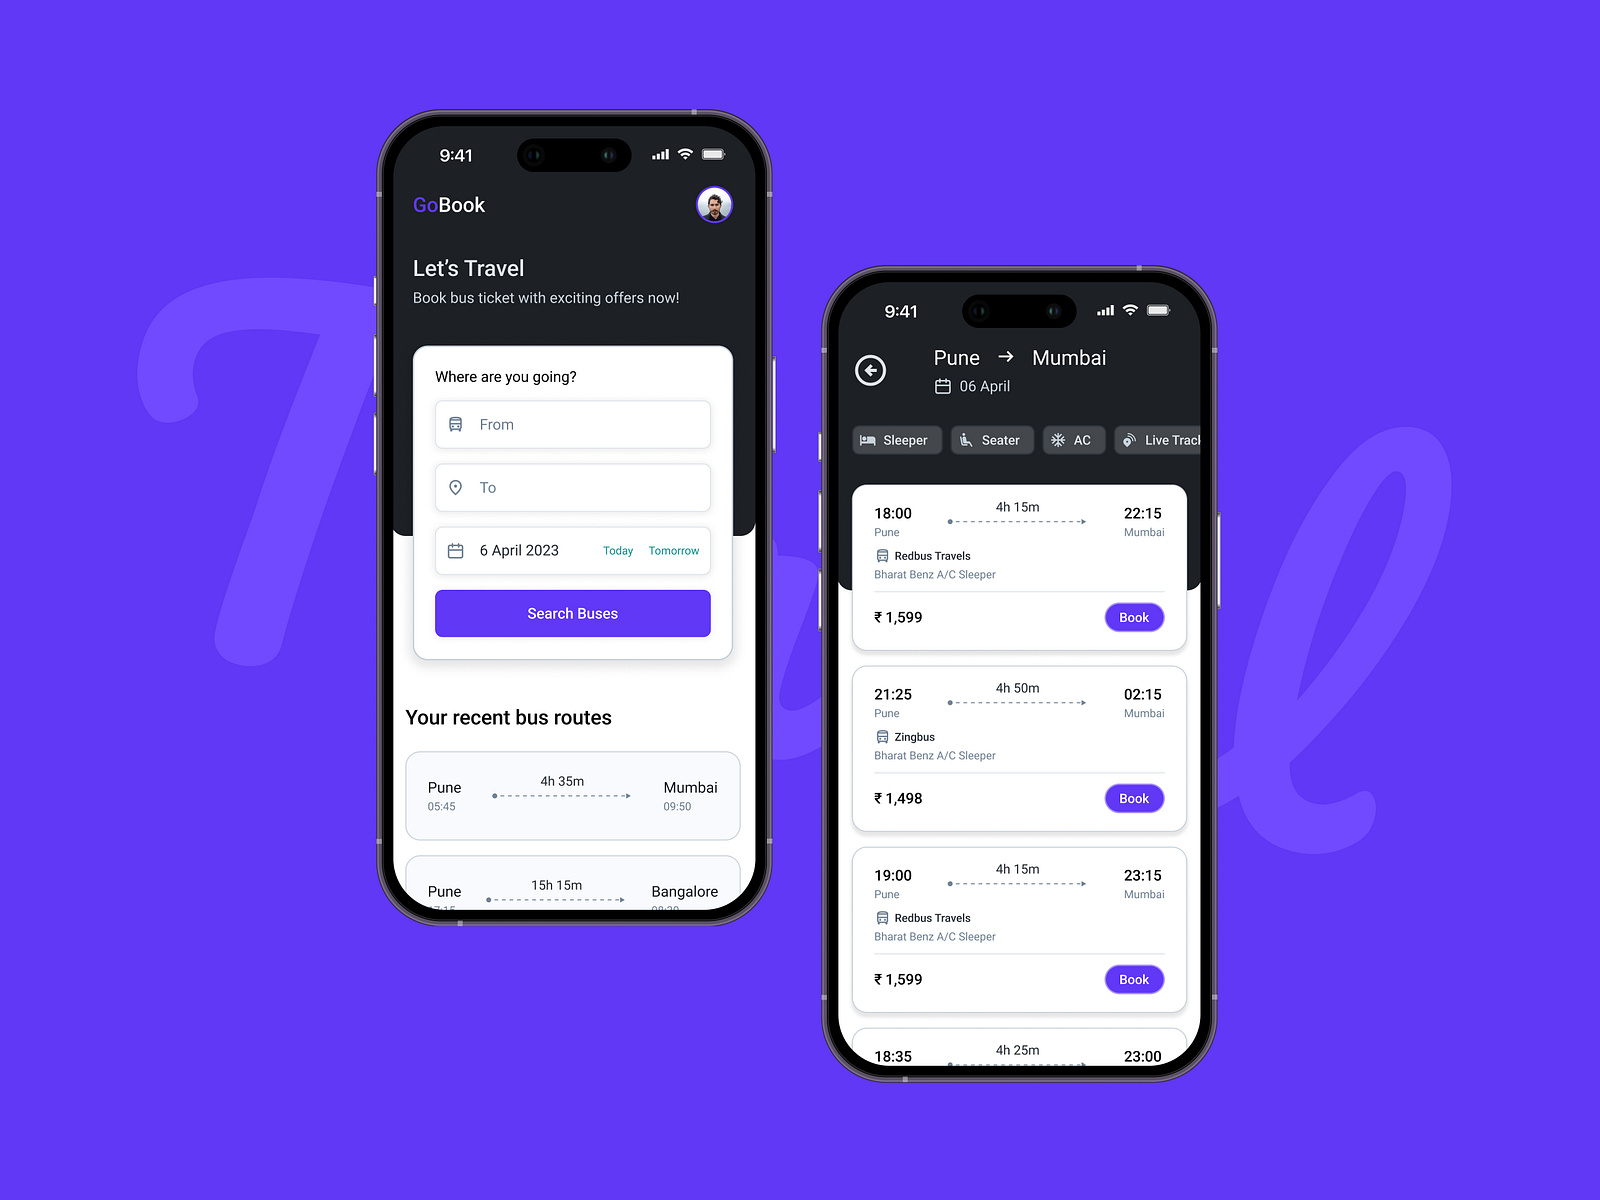 9:41
GoBook
Let's Travel
Book bus ticket with exciting offers now!
Where are you going?
From
To
6 April 2023 Today Tomorrow
Search Buses
Your recent bus routes
4h 35m
Pune Mumbai
05:45 09:50
15h 15m
Pune Bangalore
9:41
Pune → Mumbai
06 April
Sleeper Seater AC Live Track
4h 15m
18:00 22:15
Pune Mumbai
Redbus Travels
Bharat Benz A/C Sleeper
₹ 1,599 Book
4h 50m
21:25 02:15
Pune Mumbai
Zingbus
Bharat Benz A/C Sleeper
₹ 1,498 Book
4h 15m
19:00 23:15
Pune Mumbai
Redbus Travels
Bharat Benz A/C Sleeper
₹ 1,599 Book
4h 25m
18:35 23:00